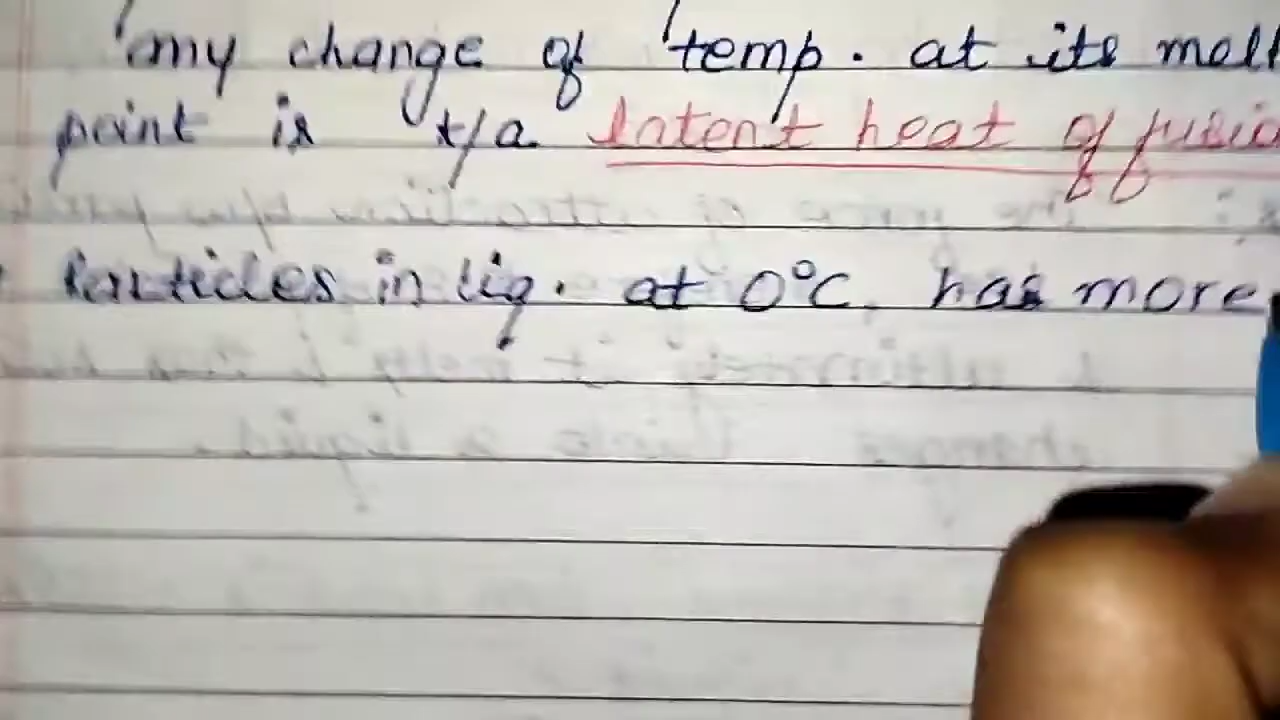 any change of temp. at its melt
point is k/a latent heat of fusio
Particles in liq. at 0°C has more